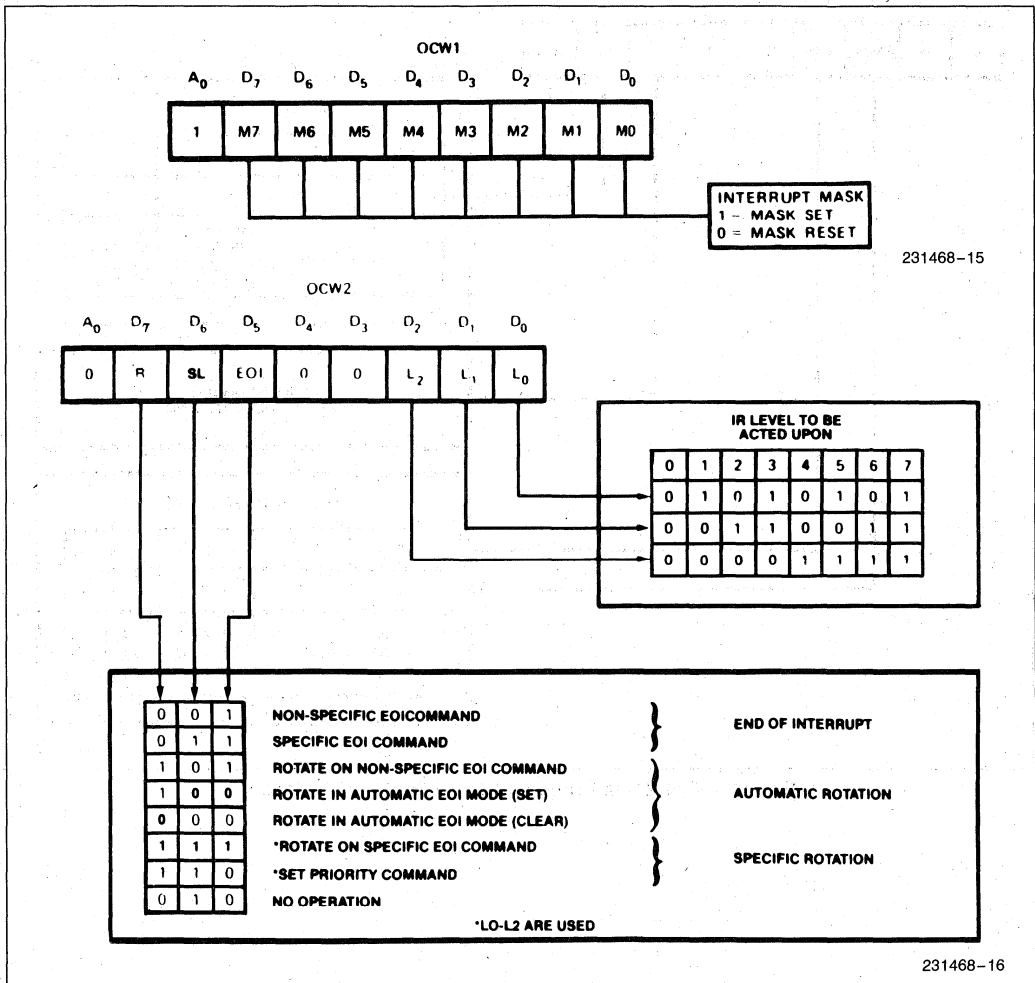 OCW1
A0 D7 D6 D5 D4 D3 D2 D1 D0
1 M7 M6 M5 M4 M3 M2 M1 M0
INTERRUPT MASK
1 - MASK SET
0 = MASK RESET
231468-15
OCW2
A0 D7 D6 D5 D4 D3 D2 D1 D0
0 R SL EOI 0 0 L2 L1 L0
IR LEVEL TO BE
ACTED UPON
0 1 2 3 4 5 6 7
0 1 0 1 0 1 0 1
0 0 1 1 0 0 1 1
0 0 0 0 1 1 1 1
0 0 1 NON-SPECIFIC EOICOMMAND
0 1 1 SPECIFIC EOI COMMAND
END OF INTERRUPT
1 0 1 ROTATE ON NON-SPECIFIC EOI COMMAND
1 0 0 ROTATE IN AUTOMATIC EOI MODE (SET)
0 0 0 ROTATE IN AUTOMATIC EOI MODE (CLEAR)
AUTOMATIC ROTATION
1 1 1 *ROTATE ON SPECIFIC EOI COMMAND
1 1 0 *SET PRIORITY COMMAND
SPECIFIC ROTATION
0 1 0 NO OPERATION
*LO-L2 ARE USED
231468-16